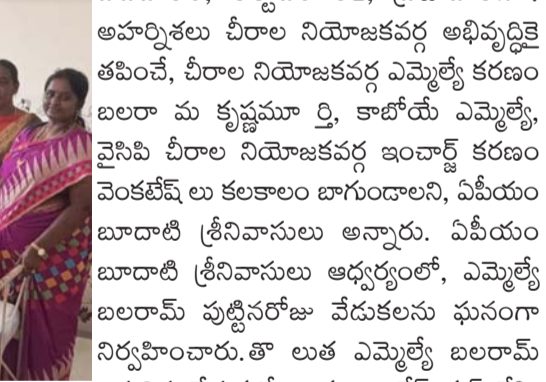 అహర్నిశలు చీరాల నియోజకవర్గ అభివృద్ధికై
తపించే, చీరాల నియోజకవర్గ ఎమ్మెల్యే కరణం
బలరా మ కృష్ణమూ ర్తి, కాబోయే ఎమ్మెల్యే,
వైసిపి చీరాల నియోజకవర్గ ఇంచార్జ్ కరణం
వెంకటేష్ లు కలకాలం బాగుండాలని, ఏపీయం
బూదాటి శ్రీనివాసులు అన్నారు. ఏపీయం
బూదాటి శ్రీనివాసులు ఆధ్వర్యంలో, ఎమ్మెల్యే
బలరామ్ పుట్టినరోజు వేడుకలను ఘనంగా
నిర్వహించారు.తొ లుత ఎమ్మెల్యే బలరామ్